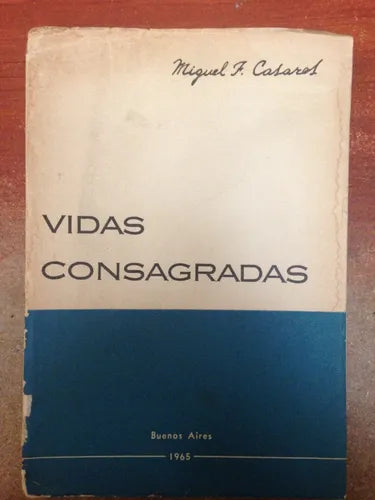 Miguel F. Casares
VIDAS
CONSAGRADAS
Buenos Aires
1965